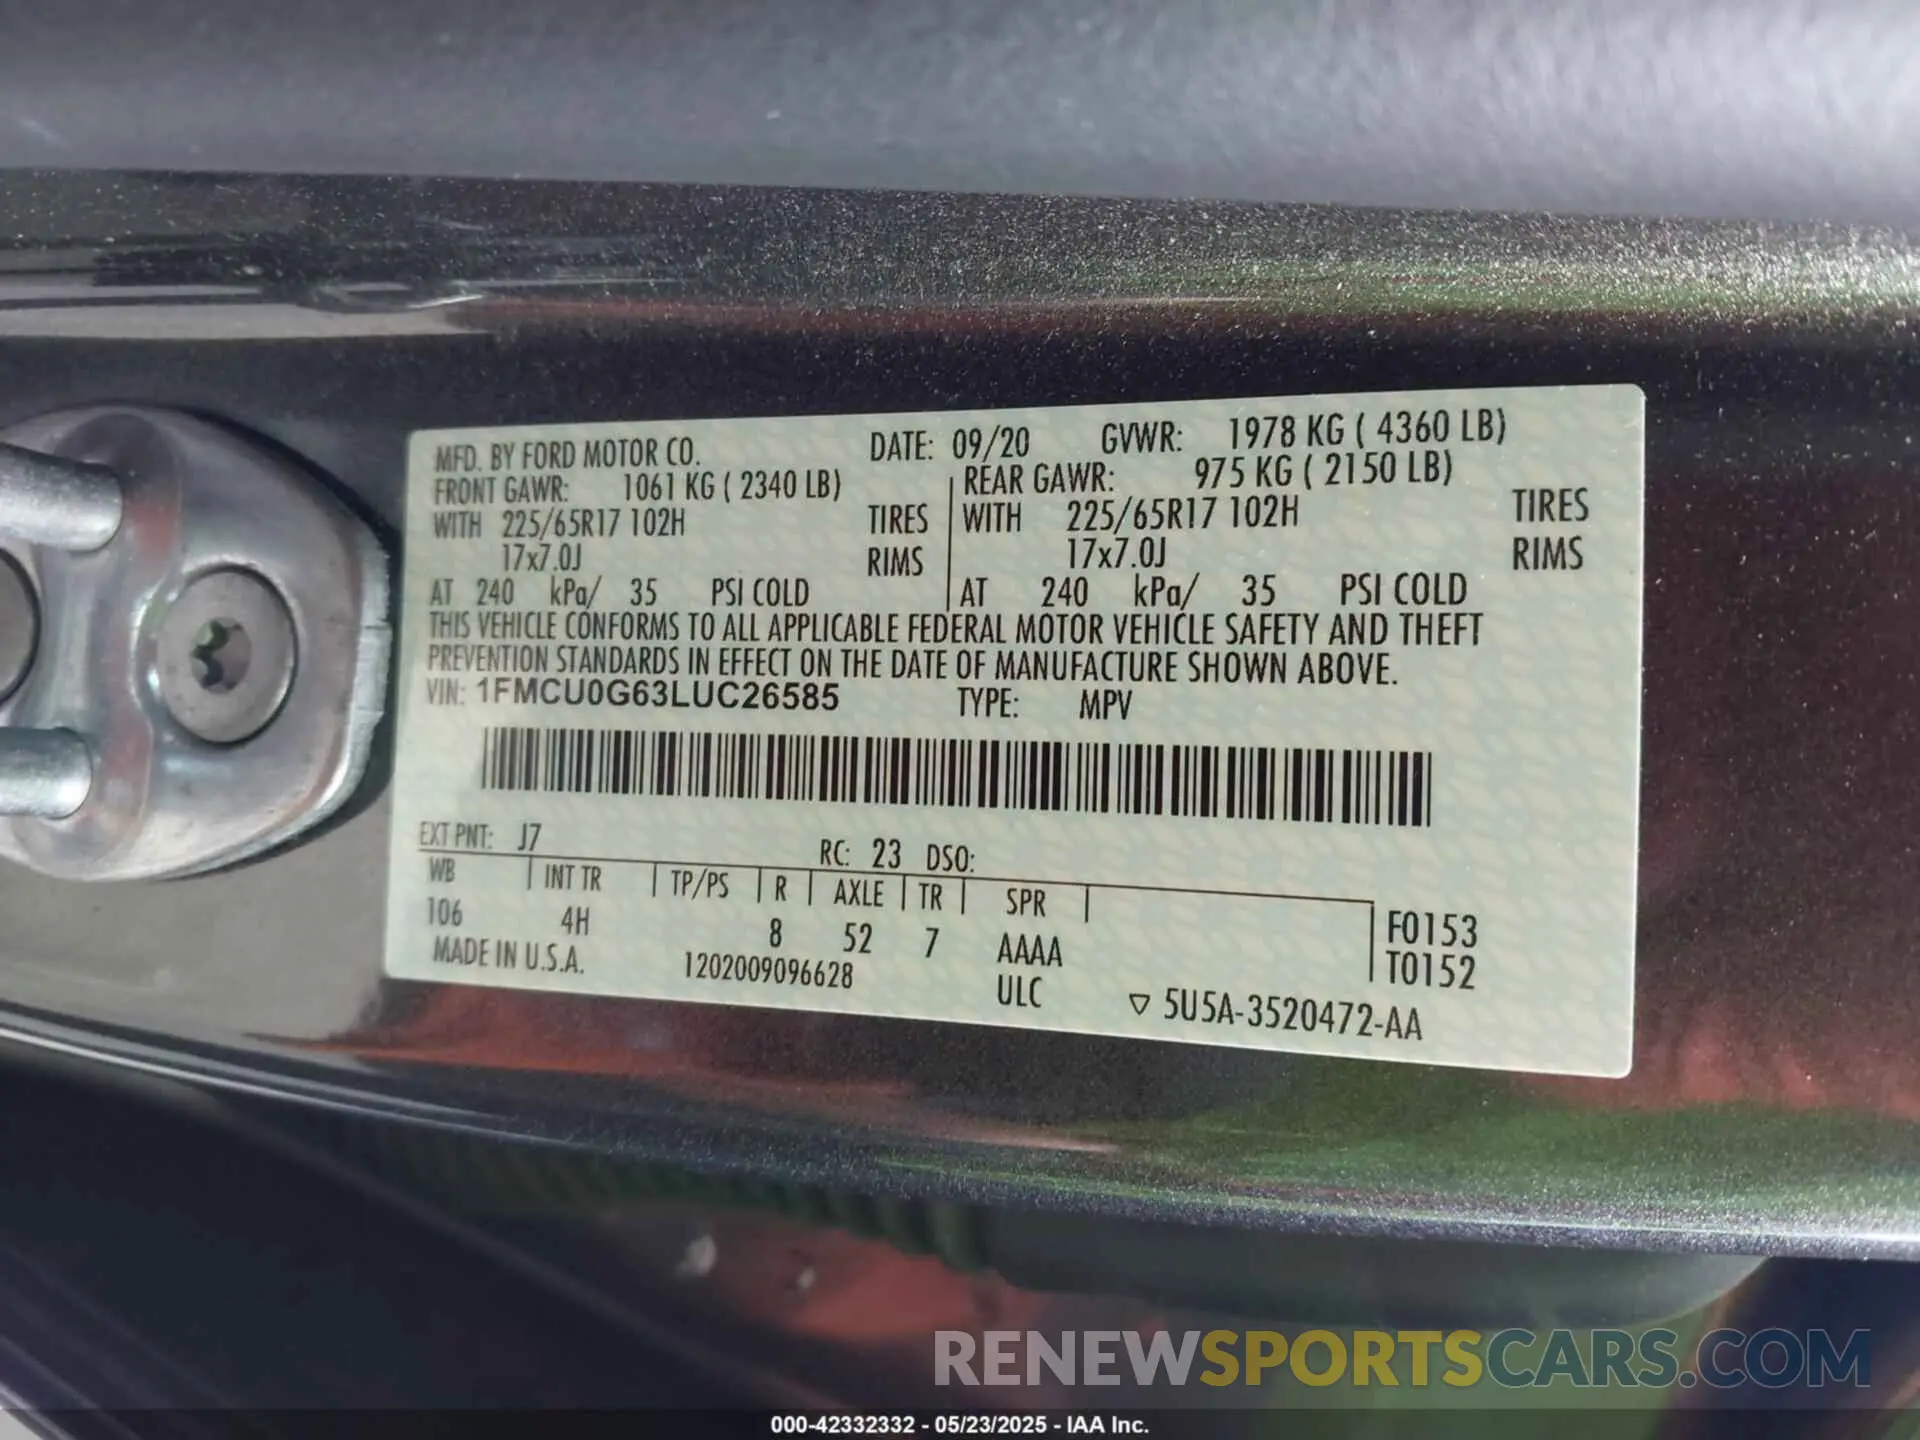 MFD. BY FORD MOTOR CO. DATE: 09/20 GVWR: 1978 KG ( 4360 LB)
FRONT GAWR: 1061 KG ( 2340 LB) REAR GAWR: 975 KG ( 2150 LB)
WITH 225/65R17 102H TIRES WITH 225/65R17 102H TIRES
17x7.0J RIMS 17x7.0J RIMS
AT 240 kPa/ 35 PSI COLD AT 240 kPa/ 35 PSI COLD
THIS VEHICLE CONFORMS TO ALL APPLICABLE FEDERAL MOTOR VEHICLE SAFETY AND THEFT
PREVENTION STANDARDS IN EFFECT ON THE DATE OF MANUFACTURE SHOWN ABOVE.
VIN: 1FMCU0G63LUC26585 TYPE: MPV
EXT PNT: J7 RC: 23 DSO:
WB INT TR TP/PS R AXLE TR SPR
106 4H 8 52 7 AAAA F0153
MADE IN U.S.A. 1202009096628 ULC T0152
▽ 5U5A-3520472-AA
RENEWSPORTSCARS.COM
000-42332332 - 05/23/2025 - IAA Inc.